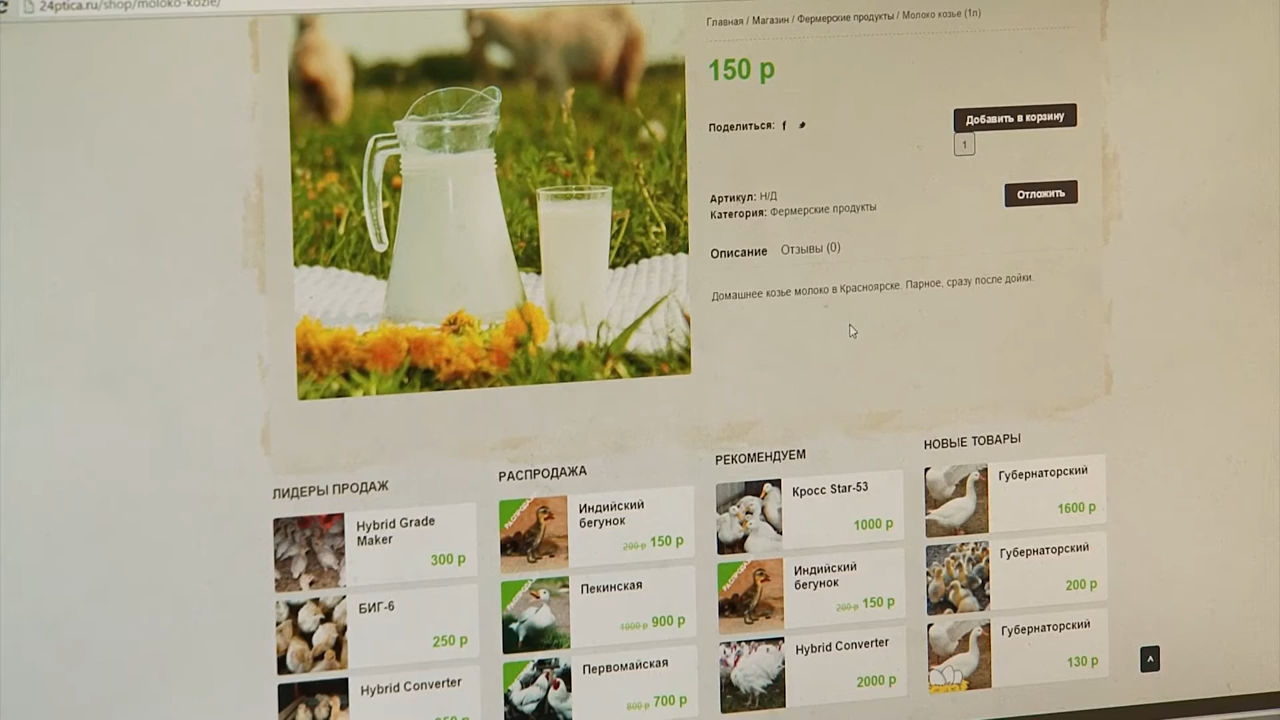 24ptica.ru/shop/moloko-kozie/
Главная / Магазин / Фермерские продукты / Молоко козье (1л)
150 р
Поделиться:
Добавить в корзину
1
Артикул: Н/Д
Отложить
Категория: Фермерские продукты
Описание Отзывы (0)
Домашнее козье молоко в Красноярске. Парное, сразу после дойки.
ЛИДЕРЫ ПРОДАЖ
Hybrid Grade
Maker
300 р
БИГ-6
250 р
Hybrid Converter
РАСПРОДАЖА
Индийский
бегунок
200 р 150 р
Пекинская
1000 р 900 р
Первомайская
800 р 700 р
РЕКОМЕНДУЕМ
Кросс Star-53
1000 р
Индийский
бегунок
200 р 150 р
Hybrid Converter
2000 р
НОВЫЕ ТОВАРЫ
Губернаторский
1600 р
Губернаторский
200 р
Губернаторский
130 р